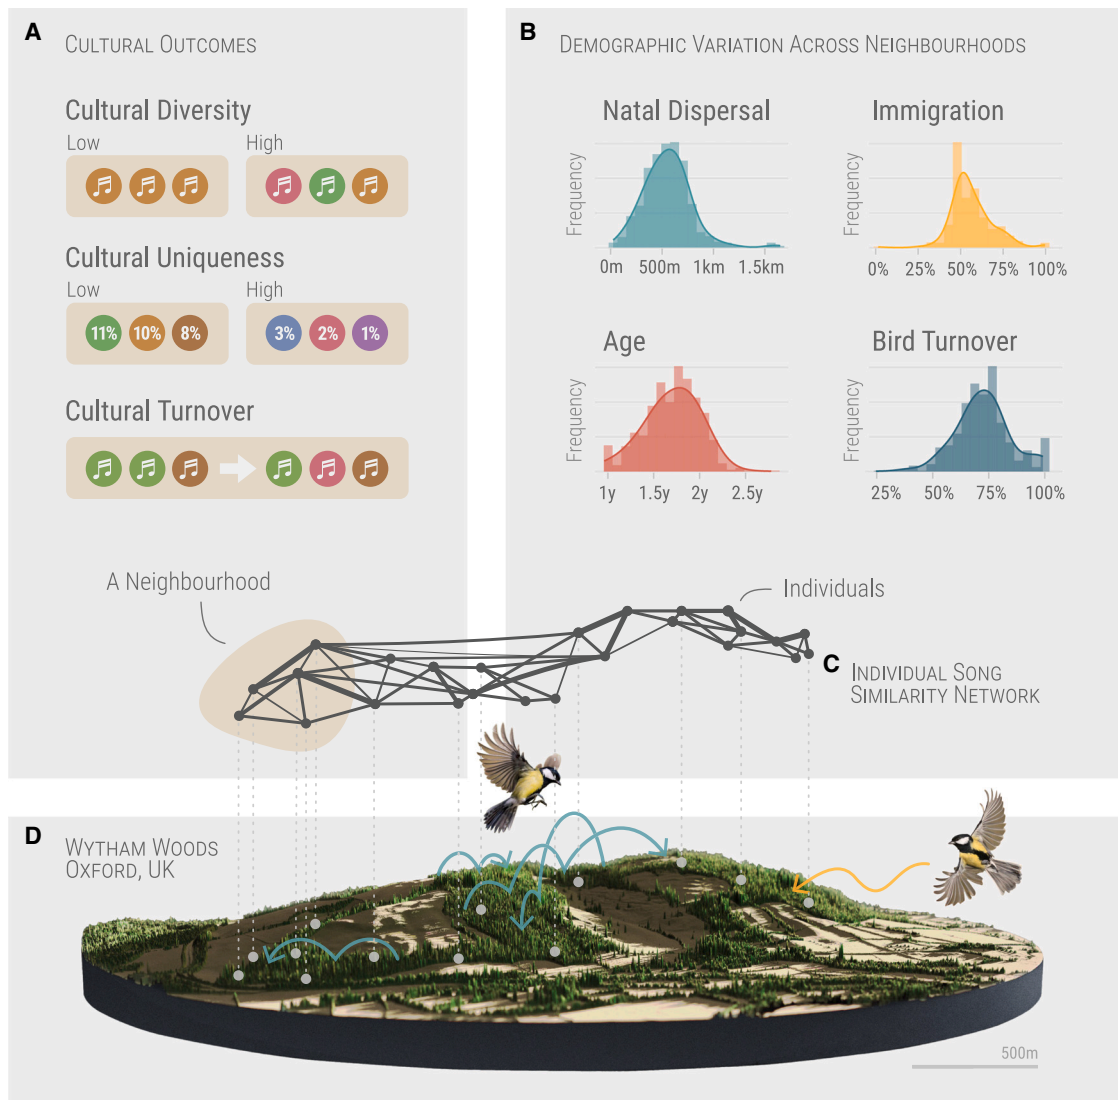 A
CULTURAL OUTCOMES
Cultural Diversity
Low
High
Cultural Uniqueness
Low
High
11% 10% 8%
3% 2% 1%
Cultural Turnover
B
DEMOGRAPHIC VARIATION ACROSS NEIGHBOURHOODS
Natal Dispersal
Frequency
0m 500m 1km 1.5km
Immigration
Frequency
0% 25% 50% 75% 100%
Age
Frequency
1y 1.5y 2y 2.5y
Bird Turnover
Frequency
25% 50% 75% 100%
A Neighbourhood
Individuals
C
INDIVIDUAL SONG
SIMILARITY NETWORK
D
WYTHAM WOODS
OXFORD, UK
500m